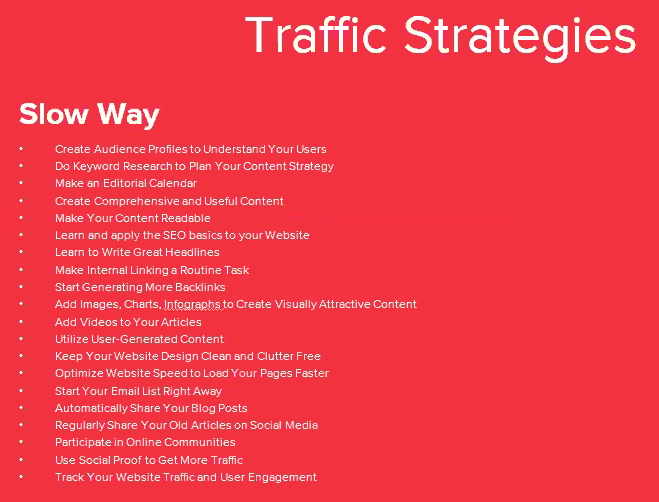 Traffic Strategies
Slow Way
• Create Audience Profiles to Understand Your Users
• Do Keyword Research to Plan Your Content Strategy
• Make an Editorial Calendar
• Create Comprehensive and Useful Content
• Make Your Content Readable
• Learn and apply the SEO basics to your Website
• Learn to Write Great Headlines
• Make Internal Linking a Routine Task
• Start Generating More Backlinks
• Add Images, Charts, Infographs to Create Visually Attractive Content
• Add Videos to Your Articles
• Utilize User-Generated Content
• Keep Your Website Design Clean and Clutter Free
• Optimize Website Speed to Load Your Pages Faster
• Start Your Email List Right Away
• Automatically Share Your Blog Posts
• Regularly Share Your Old Articles on Social Media
• Participate in Online Communities
• Use Social Proof to Get More Traffic
• Track Your Website Traffic and User Engagement